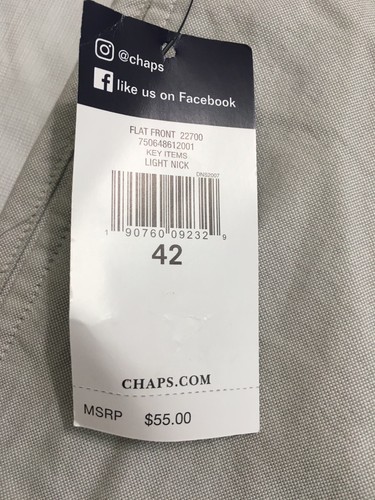 @chaps
like us on Facebook
FLAT FRONT 22700
750648612001
KEY ITEMS
LIGHT NICK
DNS2007
1 90760 09232 9
42
CHAPS.COM
MSRP $55.00